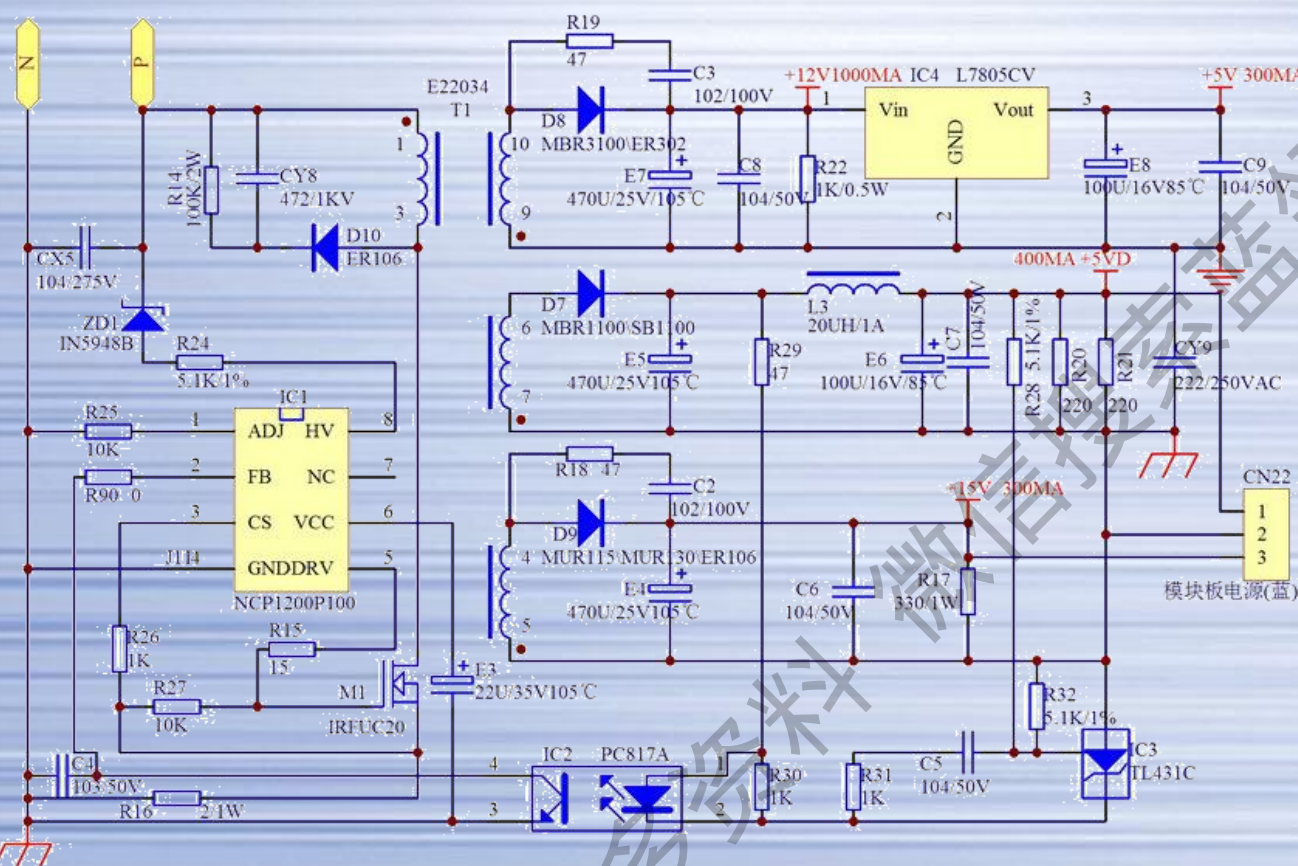 R19
47
N
P
C3
102/100V
+12V1000MA
IC4 L7805CV
+5V 300MA
E22034
T1
1
Vin
Vout
3
GND
2
D8
MBR3100\ER302
10
1
R14
100K/2W
CY8
472/1KV
E7
470U/25V/105℃
C8
104/50V
R22
1K/0.5W
E8
100U/16V85℃
C9
104/50V
3
9
D10
ER106
CX5
104/275V
400MA +5VD
D7
MBR1100\SB1100
L3
20UH/1A
C7
104/50V
ZD1
IN5948B
6
R24
5.1K/1%
R29
47
E5
470U/25V105℃
E6
100U/16V/85℃
R28 5.1K/1%
R20
220
R21
220
CY9
222/250VAC
7
IC1
R25
10K
1
ADJ HV
8
R90 0
2
FB NC
7
3
CS VCC
6
J1114
GNDDRV
5
NCP1200P100
R18 47
C2
102/100V
+15V 300MA
CN22
1
2
3
模块板电源(蓝)
D9
MUR115\MUR130\ER106
4
E4
470U/25V105℃
C6
104/50V
R17
330/1W
5
R26
1K
R15
15
R27
10K
M1
IRFUC20
E3
22U/35V105℃
R32
5.1K/1%
C4
103/50V
R16 2/1W
IC2 PC817A
4
1
3
2
R30
1K
R31
1K
C5
104/50V
IC3
TL431C
资料 微信搜索蓝